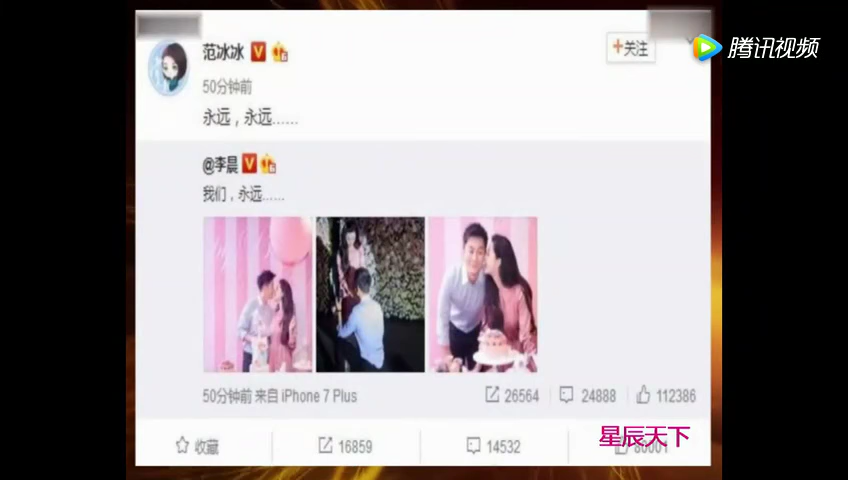 腾讯视频
范冰冰
+关注
50分钟前
永远，永远……
@李晨
我们，永远……
50分钟前 来自 iPhone 7 Plus
26564
24888
112386
收藏
16859
14532
80001
星辰天下